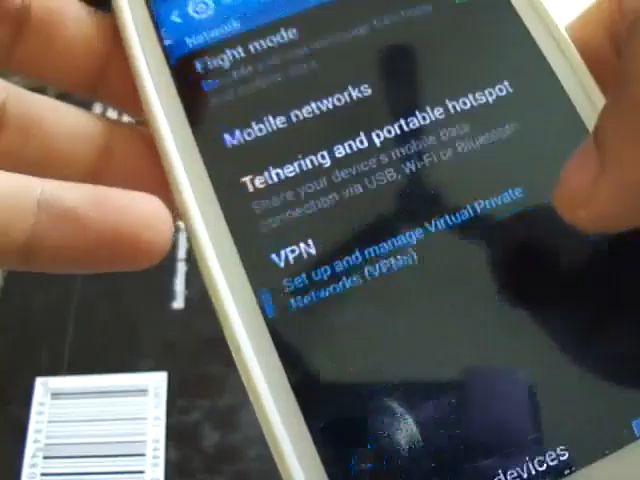 Network
Flight mode
Mobile networks
Tethering and portable hotspot
Share your device's mobile data
connection via USB, Wi-Fi or Bluetooth
VPN
Set up and manage Virtual Private
Networks (VPNs)
devices